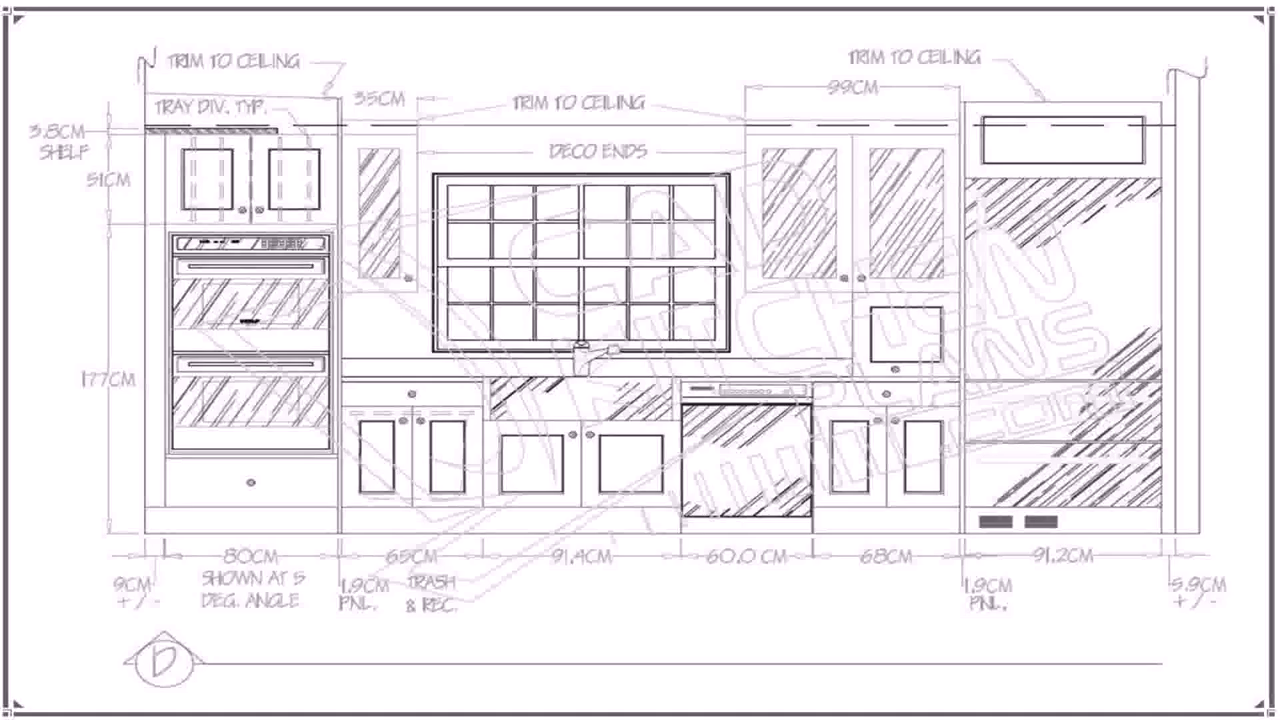 TRIM TO CEILING
TRIM TO CEILING
99CM
35CM
TRAY DIV. TYP.
TRIM TO CEILING
3.8CM
SHELF
DECO ENDS
51CM
177CM
80CM
65CM
91.4CM
60.0 CM
68CM
91.2CM
9CM
+/-
SHOWN AT 5
DEG. ANGLE
1.9CM
PNL.
TRASH
& REC.
1.9CM
PNL.
5.9CM
+/-
D